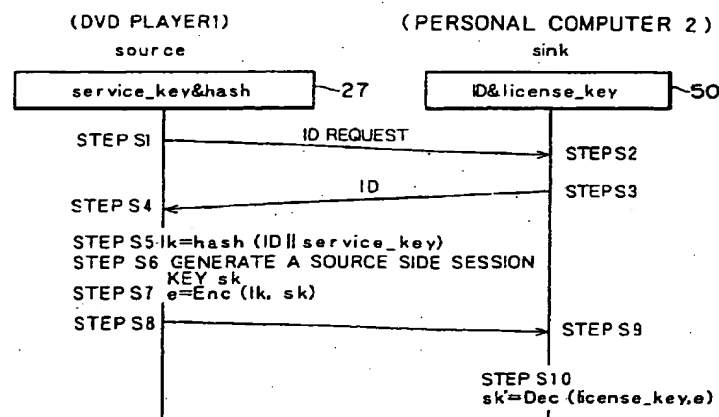 (DVD PLAYER1) (PERSONAL COMPUTER 2)
source sink
service_key&hash 27 ID&license_key 50
STEP S1 ID REQUEST STEP S2
ID STEP S3
STEP S4
STEP S5 lk=hash (ID || service_key)
STEP S6 GENERATE A SOURCE SIDE SESSION
KEY sk
STEP S7 e=Enc (lk, sk)
STEP S8 STEP S9
STEP S10
sk'=Dec (license_key,e)